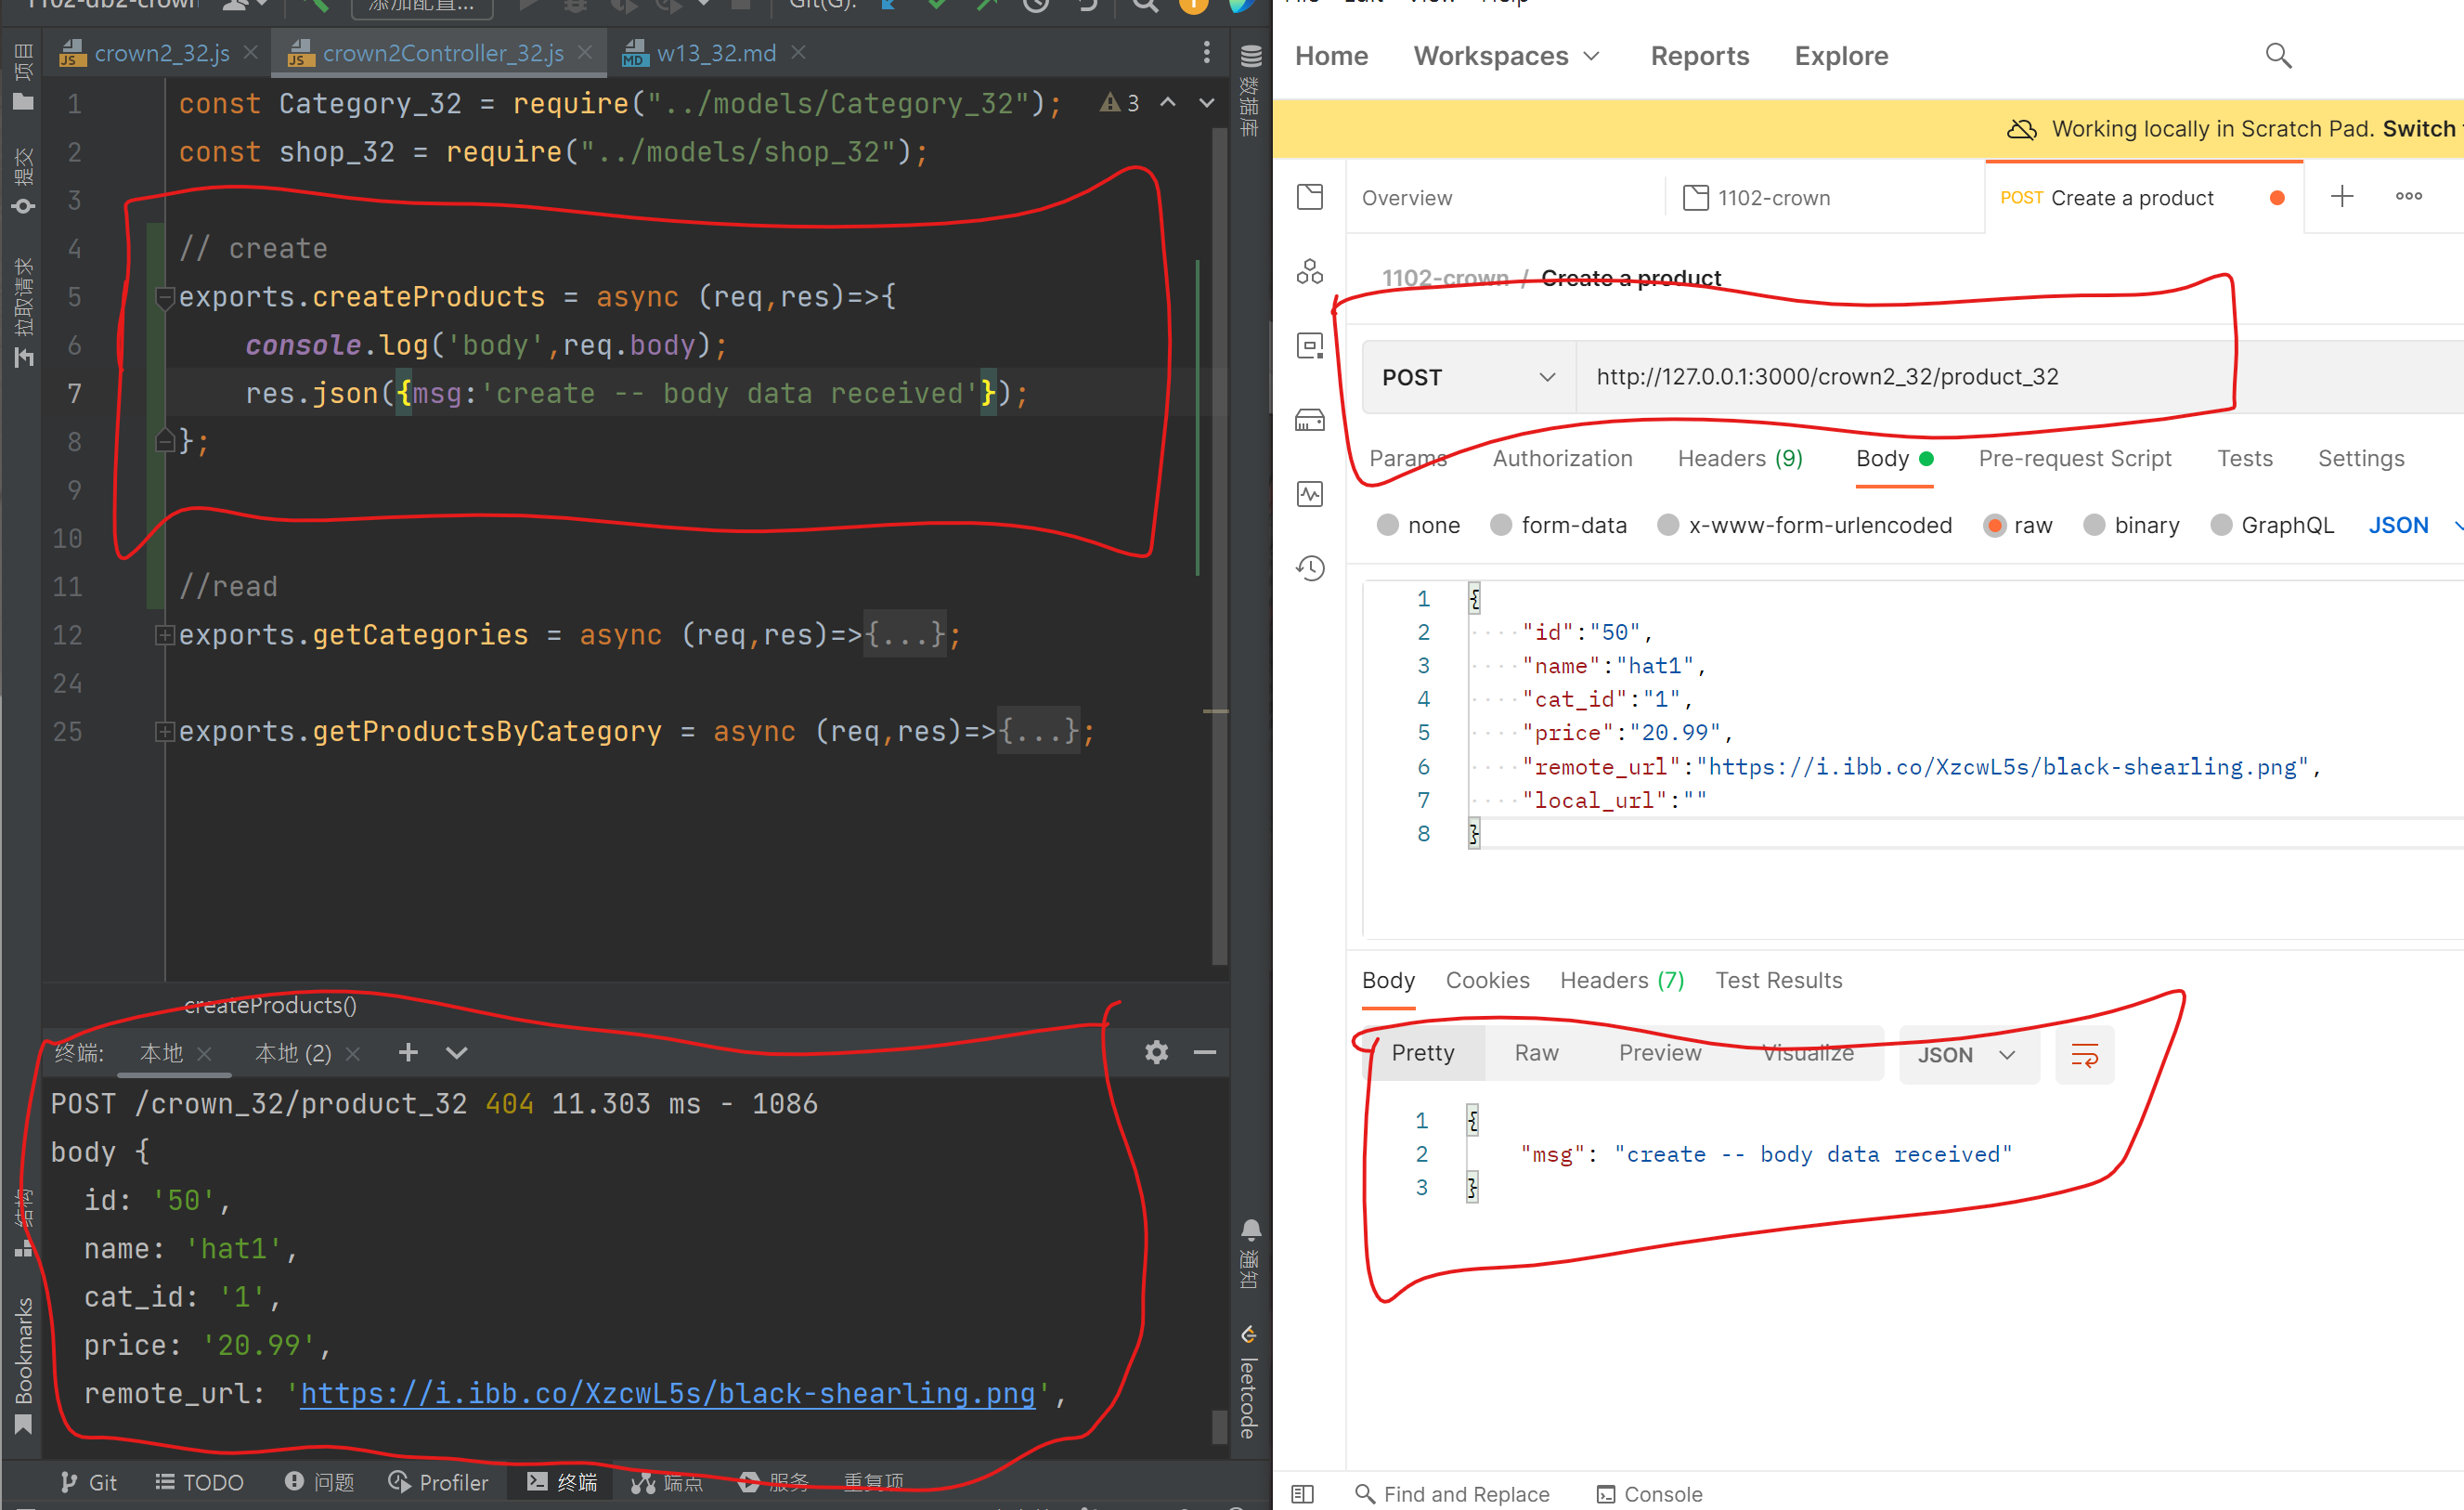 1102-db2-crown
添加配置...
Git(G):
crown2_32.js
crown2Controller_32.js
w13_32.md
项目
提交
拉取请求
结构
Bookmarks
1 const Category_32 = require("../models/Category_32");
3
2 const shop_32 = require("../models/shop_32");
3
4 // create
5 exports.createProducts = async (req,res)=>{
6 console.log('body',req.body);
7 res.json({msg:'create -- body data received'});
8 };
9
10
11 //read
12 exports.getCategories = async (req,res)=>{...};
24
25 exports.getProductsByCategory = async (req,res)=>{...};
createProducts()
终端: 本地 本地 (2)
POST /crown_32/product_32 404 11.303 ms - 1086
body {
id: '50',
name: 'hat1',
cat_id: '1',
price: '20.99',
remote_url: 'https://i.ibb.co/XzcwL5s/black-shearling.png',
Git TODO 问题 Profiler 终端 端点 服务 重复项
数据库
通知
leetcode
File Edit View Help
Home Workspaces Reports Explore
Working locally in Scratch Pad. Switch
Overview 1102-crown POST Create a product
1102-crown / Create a product
POST http://127.0.0.1:3000/crown2_32/product_32
Params Authorization Headers (9) Body Pre-request Script Tests Settings
none form-data x-www-form-urlencoded raw binary GraphQL JSON
1 {
2 "id":"50",
3 "name":"hat1",
4 "cat_id":"1",
5 "price":"20.99",
6 "remote_url":"https://i.ibb.co/XzcwL5s/black-shearling.png",
7 "local_url":""
8 }
Body Cookies Headers (7) Test Results
Pretty Raw Preview Visualize JSON
1 {
2 "msg": "create -- body data received"
3 }
Find and Replace Console